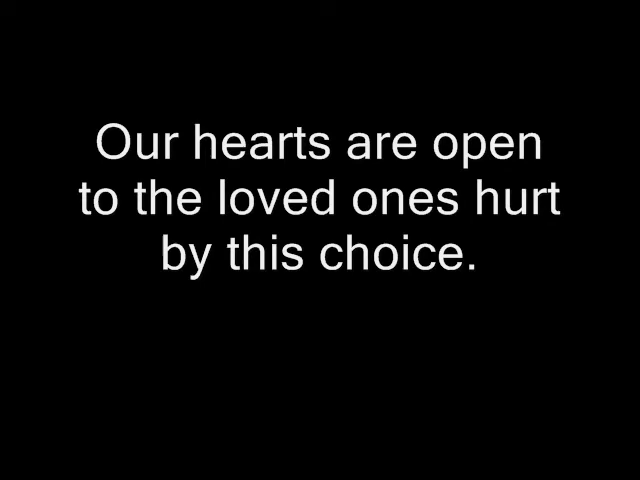 Our hearts are open
to the loved ones hurt
by this choice.